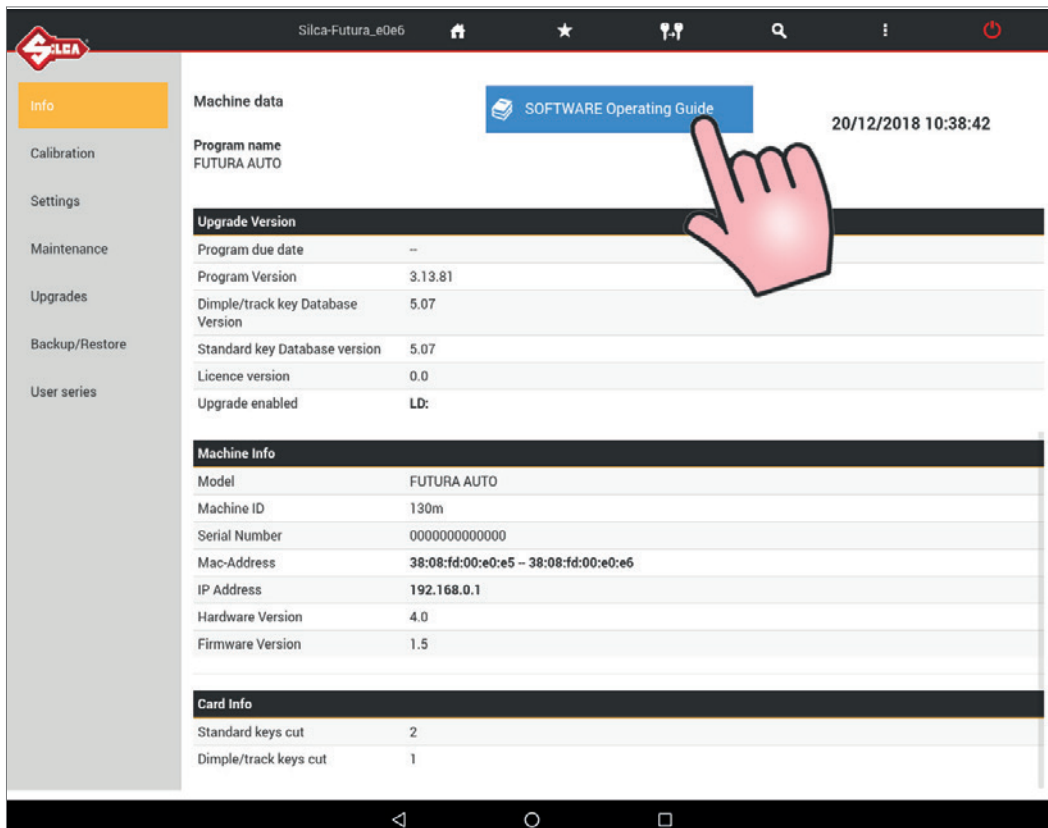 SILCA
Silca-Futura_e0e6
Info
Calibration
Settings
Maintenance
Upgrades
Backup/Restore
User series
Machine data
SOFTWARE Operating Guide
20/12/2018 10:38:42
Program name
FUTURA AUTO
Upgrade Version
Program due date --
Program Version 3.13.81
Dimple/track key Database 5.07
Version
Standard key Database version 5.07
Licence version 0.0
Upgrade enabled LD:
Machine Info
Model FUTURA AUTO
Machine ID 130m
Serial Number 0000000000000
Mac-Address 38:08:fd:00:e0:e5 -- 38:08:fd:00:e0:e6
IP Address 192.168.0.1
Hardware Version 4.0
Firmware Version 1.5
Card Info
Standard keys cut 2
Dimple/track keys cut 1